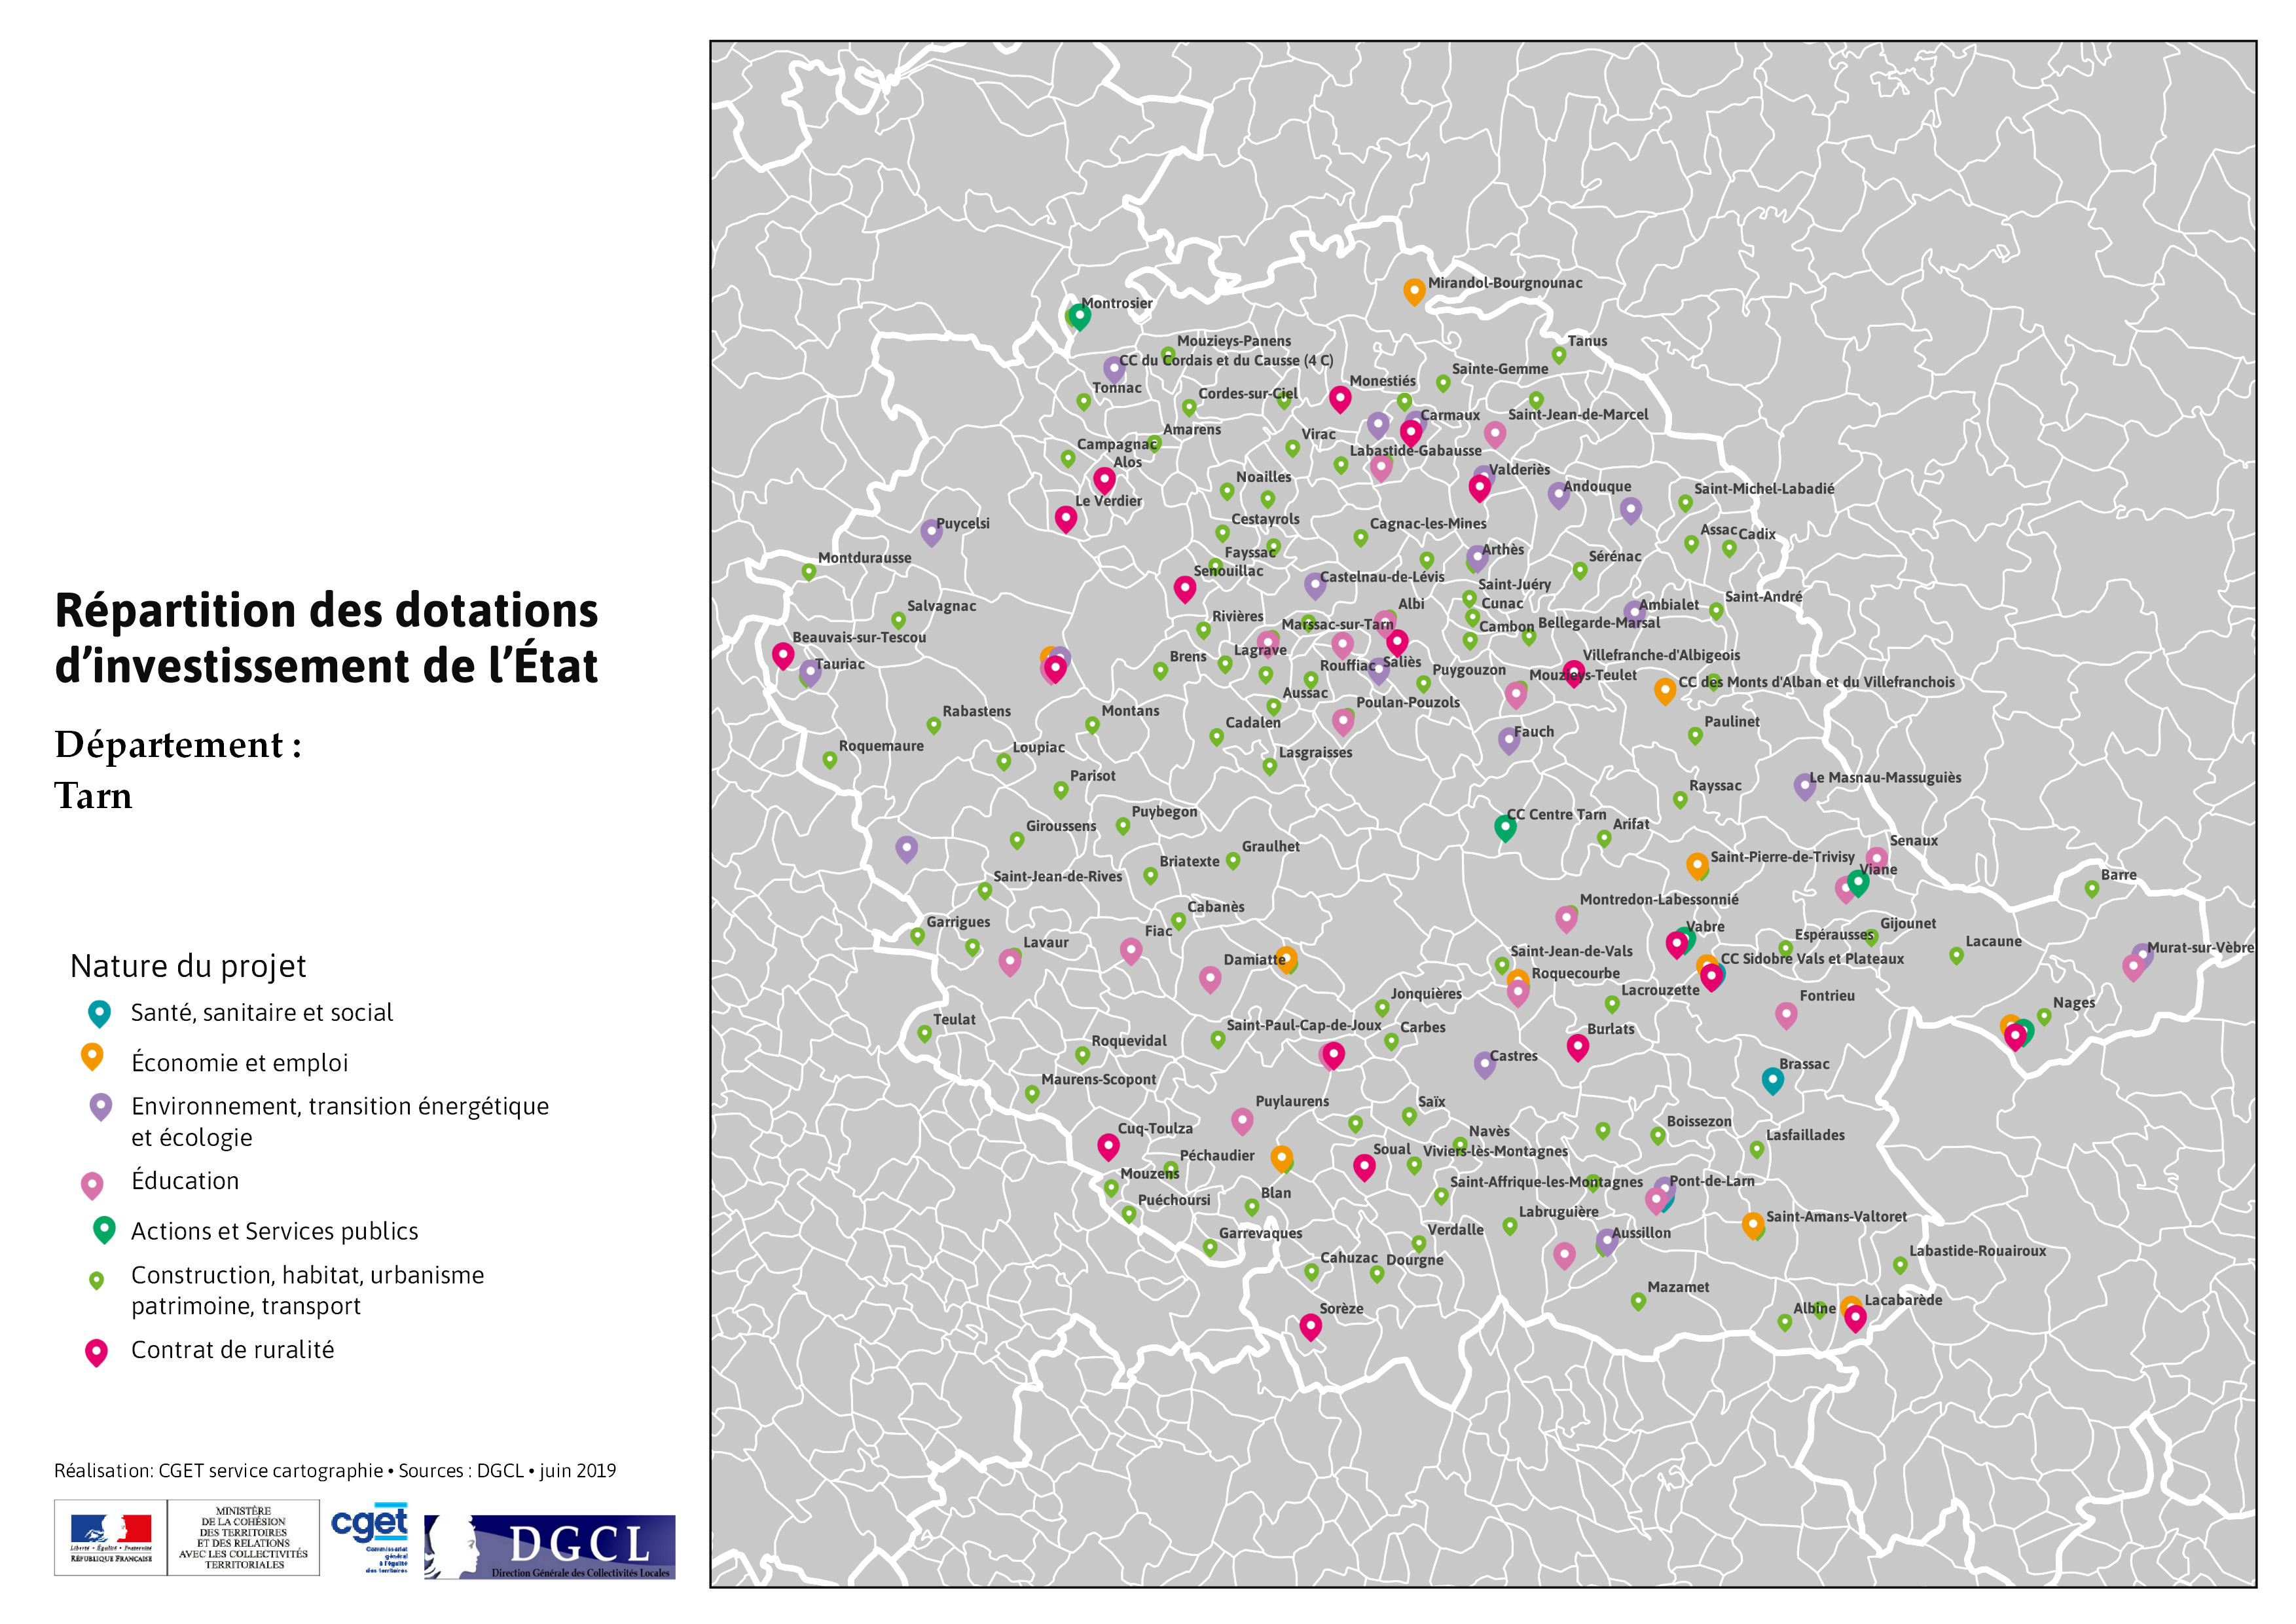 Répartition des dotations
d'investissement de l'État
Département :
Tarn
Nature du projet
Santé, sanitaire et social
Économie et emploi
Environnement, transition énergétique
et écologie
Éducation
Actions et Services publics
Construction, habitat, urbanisme
patrimoine, transport
Contrat de ruralité
Réalisation: CGET service cartographie • Sources : DGCL • juin 2019
Liberté • Égalité • Fraternité
RÉPUBLIQUE FRANÇAISE
MINISTÈRE
DE LA COHÉSION
DES TERRITOIRES
ET DES RELATIONS
AVEC LES COLLECTIVITÉS
TERRITORIALES
cget
Commissariat
général
à l'égalité
des territoires
DGCL
Direction Générale des Collectivités Locales
Mirandol-Bourgnounac
Montrosier
Mouzieys-Panens
Tanus
CC du Cordais et du Causse (4 C)
Sainte-Gemme
Monestiés
Tonnac
Cordes-sur-Ciel
Carmaux
Saint-Jean-de-Marcel
Amarens
Virac
Campagnac
Labastide-Gabausse
Alos
Valderiès
Noailles
Andouque
Saint-Michel-Labadié
Le Verdier
Cestayrols
Cagnac-les-Mines
Puycelsi
Assac
Cadix
Fayssac
Arthès
Montdurausse
Sérénac
Senouillac
Castelnau-de-Lévis
Saint-Juéry
Saint-André
Salvagnac
Albi
Cunac
Ambialet
Rivières
Marssac-sur-Tarn
Cambon
Bellegarde-Marsal
Beauvais-sur-Tescou
Lagrave
Villefranche-d'Albigeois
Brens
Tauriac
Rouffiac
Saliès
Puygouzon
Mouzieys-Teulet
CC des Monts d'Alban et du Villefranchois
Aussac
Poulan-Pouzols
Rabastens
Montans
Cadalen
Paulinet
Fauch
Roquemaure
Loupiac
Lasgraisses
Parisot
Le Masnau-Massuguiès
Rayssac
Puybegon
CC Centre Tarn
Giroussens
Arifat
Senaux
Graulhet
Saint-Pierre-de-Trivisy
Briatexte
Viane
Saint-Jean-de-Rives
Barre
Montredon-Labessonnié
Cabanès
Garrigues
Gijounet
Fiac
Vabre
Espérausses
Lavaur
Lacaune
Murat-sur-Vèbre
Saint-Jean-de-Vals
Damiatte
CC Sidobre Vals et Plateaux
Roquecourbe
Lacrouzette
Jonquières
Fontrieu
Nages
Teulat
Saint-Paul-Cap-de-Joux
Carbes
Burlats
Roquevidal
Castres
Brassac
Maurens-Scopont
Puylaurens
Saïx
Boissezon
Cuq-Toulza
Navès
Lasfaillades
Soual
Viviers-lès-Montagnes
Péchaudier
Mouzens
Saint-Affrique-les-Montagnes
Pont-de-Larn
Blan
Puéchoursi
Labruguière
Saint-Amans-Valtoret
Garrevaques
Verdalle
Aussillon
Labastide-Rouairoux
Cahuzac
Dourgne
Mazamet
Lacabarède
Albine
Sorèze